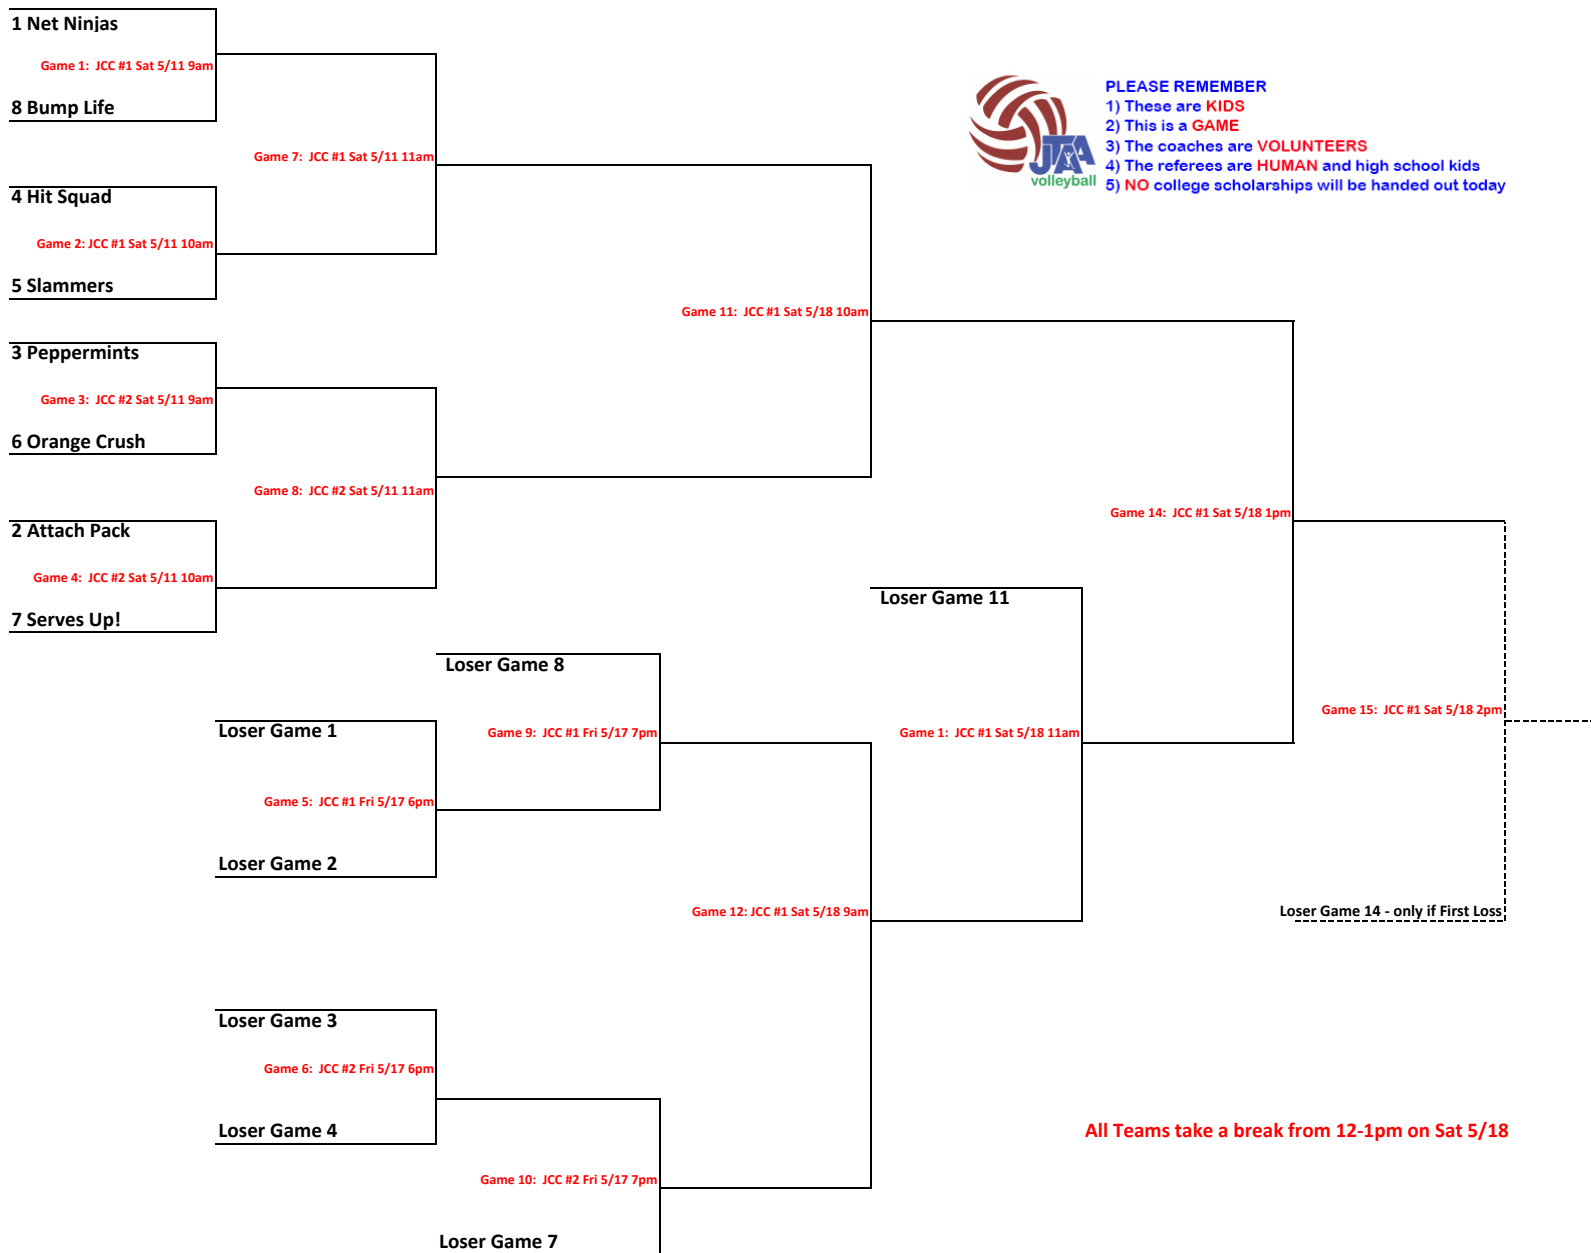 1 Net Ninjas
Game 1: JCC #1 Sat 5/11 9am
8 Bump Life
Game 7: JCC #1 Sat 5/11 11am
4 Hit Squad
Game 2: JCC #1 Sat 5/11 10am
5 Slammers
Game 11: JCC #1 Sat 5/18 10am
3 Peppermints
Game 3: JCC #2 Sat 5/11 9am
6 Orange Crush
Game 8: JCC #2 Sat 5/11 11am
2 Attach Pack
Game 4: JCC #2 Sat 5/11 10am
7 Serves Up!
JTAA
volleyball
PLEASE REMEMBER
1) These are KIDS
2) This is a GAME
3) The coaches are VOLUNTEERS
4) The referees are HUMAN and high school kids
5) NO college scholarships will be handed out today
Game 14: JCC #1 Sat 5/18 1pm
Loser Game 11
Loser Game 8
Loser Game 1
Game 9: JCC #1 Fri 5/17 7pm
Game 1: JCC #1 Sat 5/18 11am
Game 15: JCC #1 Sat 5/18 2pm
Game 5: JCC #1 Fri 5/17 6pm
Loser Game 2
Game 12: JCC #1 Sat 5/18 9am
Loser Game 14 - only if First Loss
Loser Game 3
Game 6: JCC #2 Fri 5/17 6pm
Loser Game 4
All Teams take a break from 12-1pm on Sat 5/18
Game 10: JCC #2 Fri 5/17 7pm
Loser Game 7